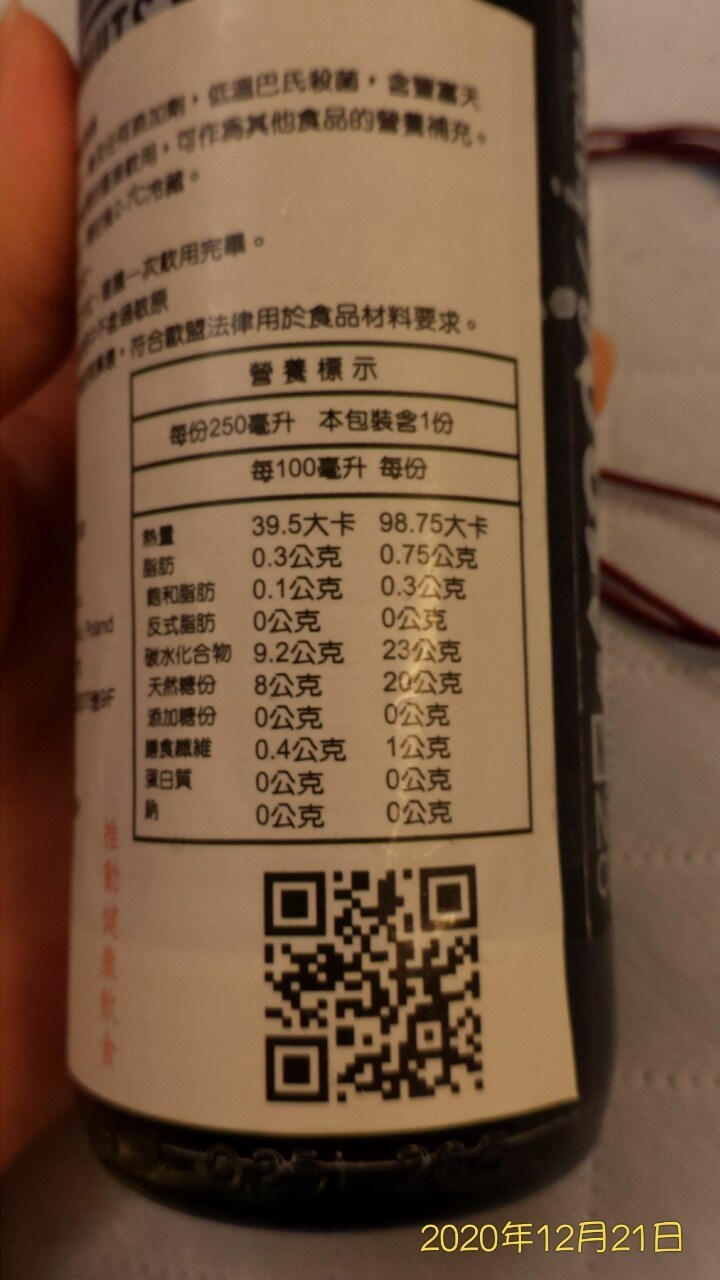 添加劑，低溫巴氏殺菌，含豐富天
飲用，可作為其他食品的營養補充。
冷藏。
一次飲用完畢。
過敏原
符合歐盟法律用於食品材料要求。
營養標示
每份250毫升 本包裝含1份
每100毫升 每份
熱量 39.5大卡 98.75大卡
脂肪 0.3公克 0.75公克
飽和脂肪 0.1公克 0.3公克
反式脂肪 0公克 0公克
碳水化合物 9.2公克 23公克
天然糖份 8公克 20公克
添加糖份 0公克 0公克
膳食纖維 0.4公克 1公克
蛋白質 0公克 0公克
鈉 0公克 0公克
Poland
9F
推動健康飲食
2020年12月21日